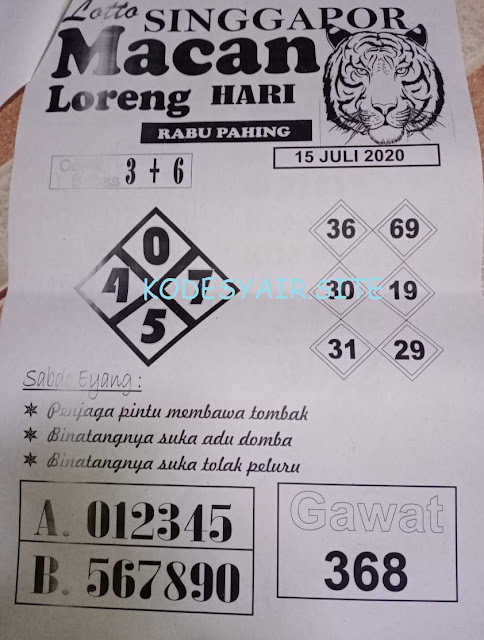 Lotto SINGGAPOR
Macan
Loreng HARI
RABU PAHING
15 JULI 2020
3 + 6
0
4
5
36 69
30 19
31 29
KODESYAIR.SITE
Sabdo Eyang :
Penjaga pintu membawa tombak
Binatangnya suka adu domba
Binatangnya suka tolak peluru
A. 012345
B. 567890
Gawat
368